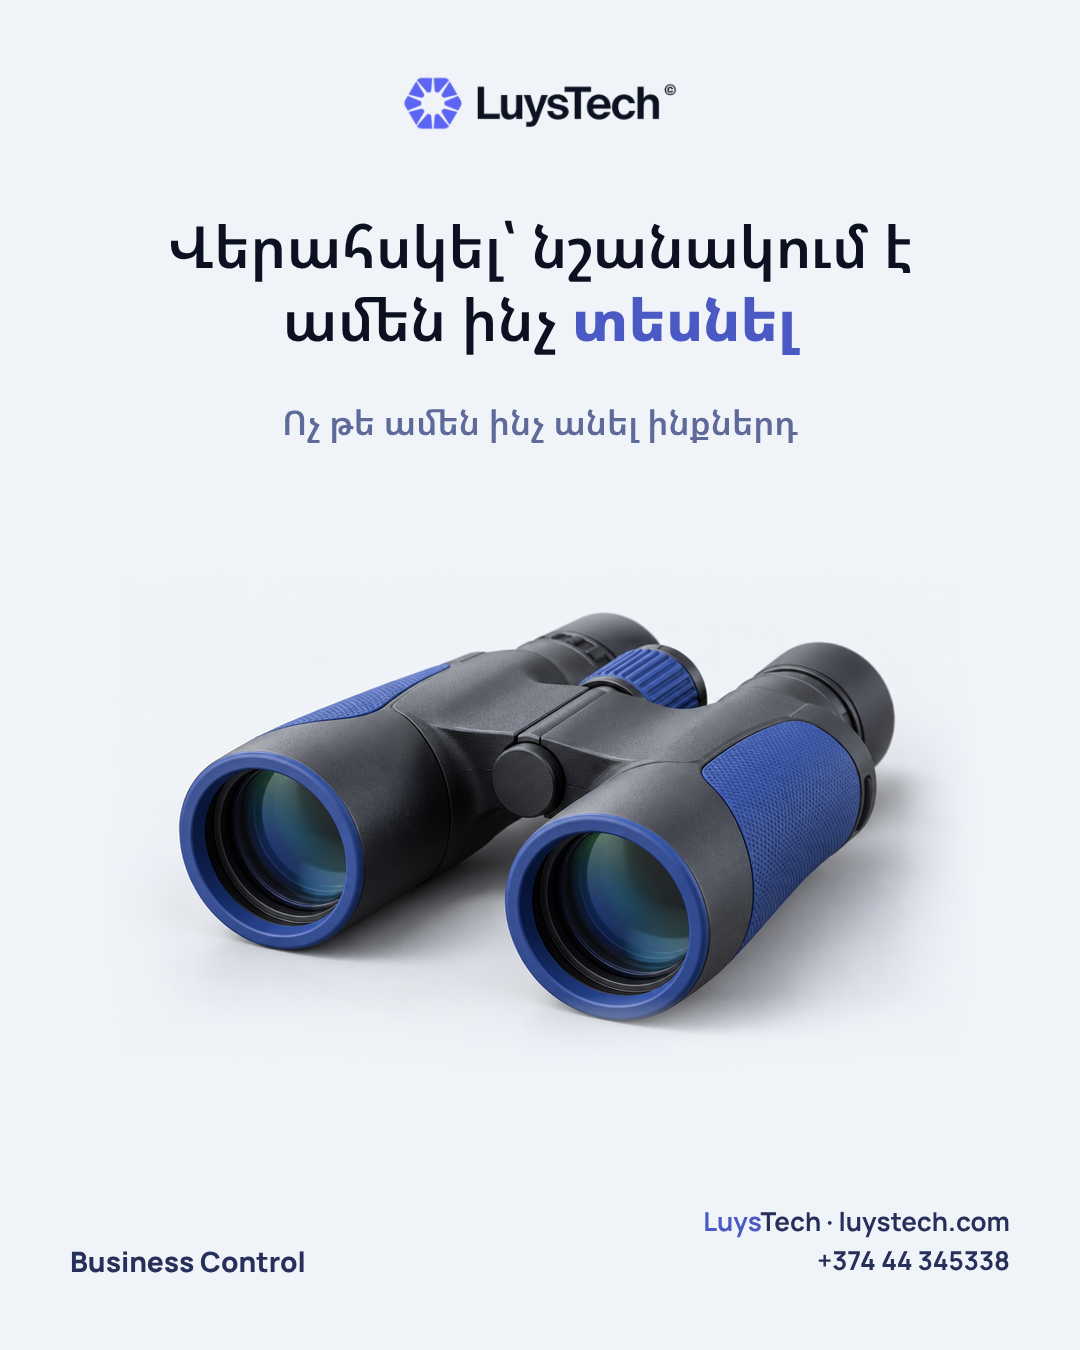 LuysTech©
Վերահսկել՝ նշանակում է
ամեն ինչ տեսնել
Ոչ թե ամեն ինչ անել ինքներդ
LuysTech · luystech.com
Business Control
+374 44 345338